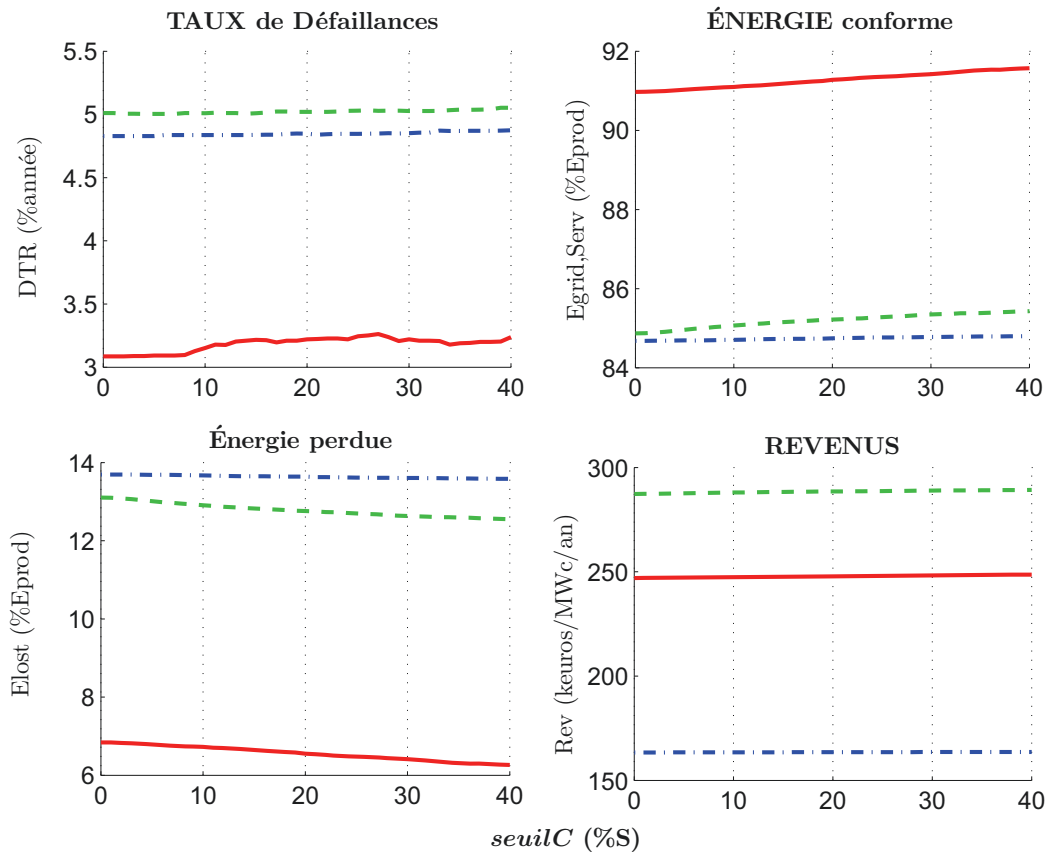 TAUX de Défaillances
5.5
5
4.5
4
3.5
3
DTR (%année)
0 10 20 30 40
ÉNERGIE conforme
92
90
88
86
84
Egrid,Serv (%Eprod)
0 10 20 30 40
Énergie perdue
14
12
10
8
6
Elost (%Eprod)
0 10 20 30 40
REVENUS
300
250
200
150
Rev (keuros/MWc/an)
0 10 20 30 40
seuilC (%S)